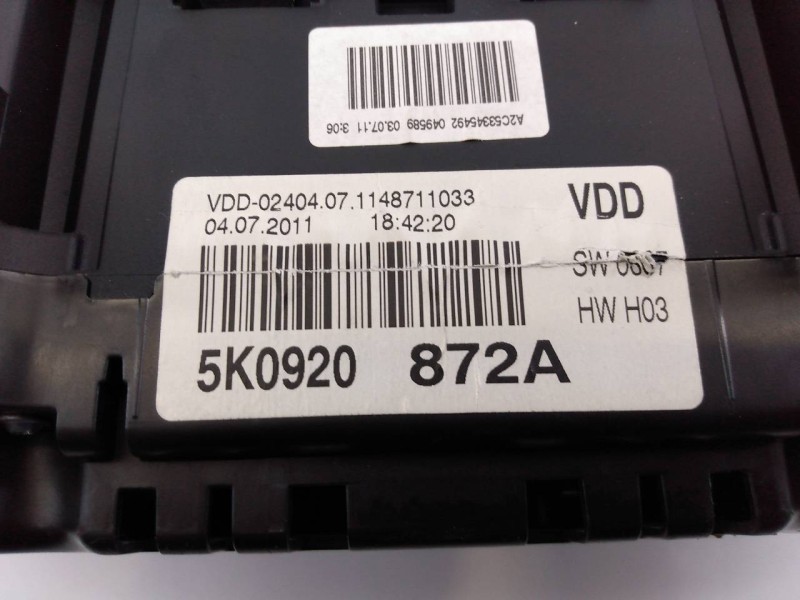 A2C53345492 049589 03.07.11 3:06
VDD-02404.07.1148711033
04.07.2011 18:42:20
VDD
SW 0607
HW H03
5K0920 872A